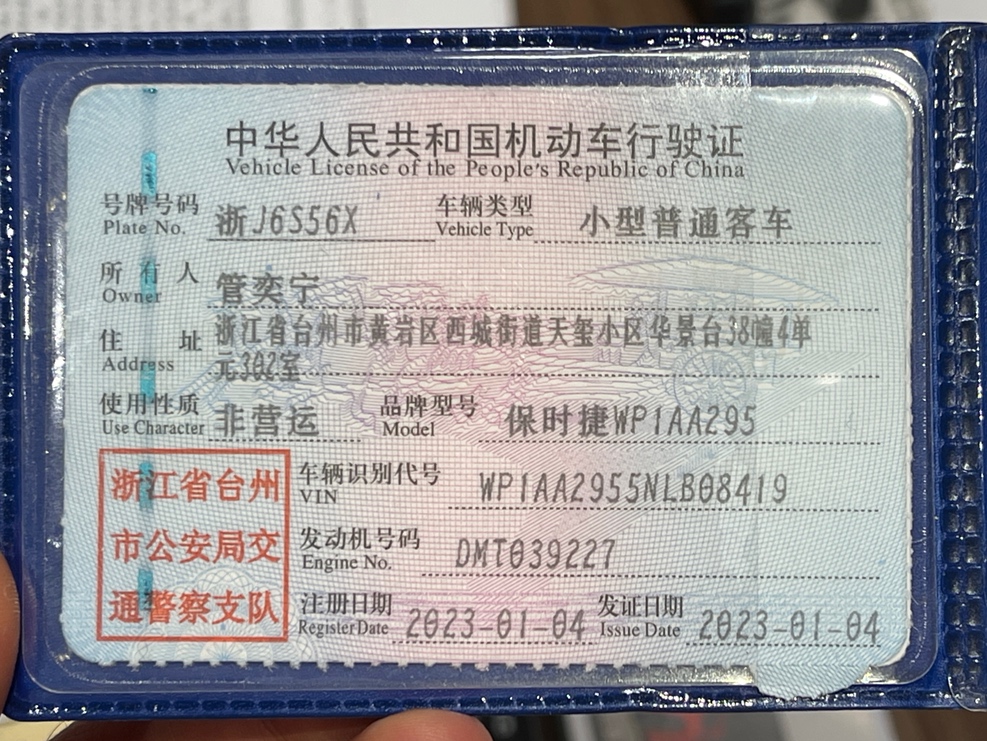 中华人民共和国机动车行驶证
Vehicle License of the People's Republic of China
号牌号码 Plate No. 浙J6S56X 车辆类型 Vehicle Type 小型普通客车
所有人 Owner 管奕宁
住址 Address 浙江省台州市黄岩区西城街道天玺小区华景台38幢4单
元302室
使用性质 Use Character 非营运 品牌型号 Model 保时捷WP1AA295
浙江省台州
市公安局交
通警察支队
车辆识别代号 VIN WP1AA2955NLB08419
发动机号码 Engine No. DMT039227
注册日期 Register Date 2023-01-04 发证日期 Issue Date 2023-01-04